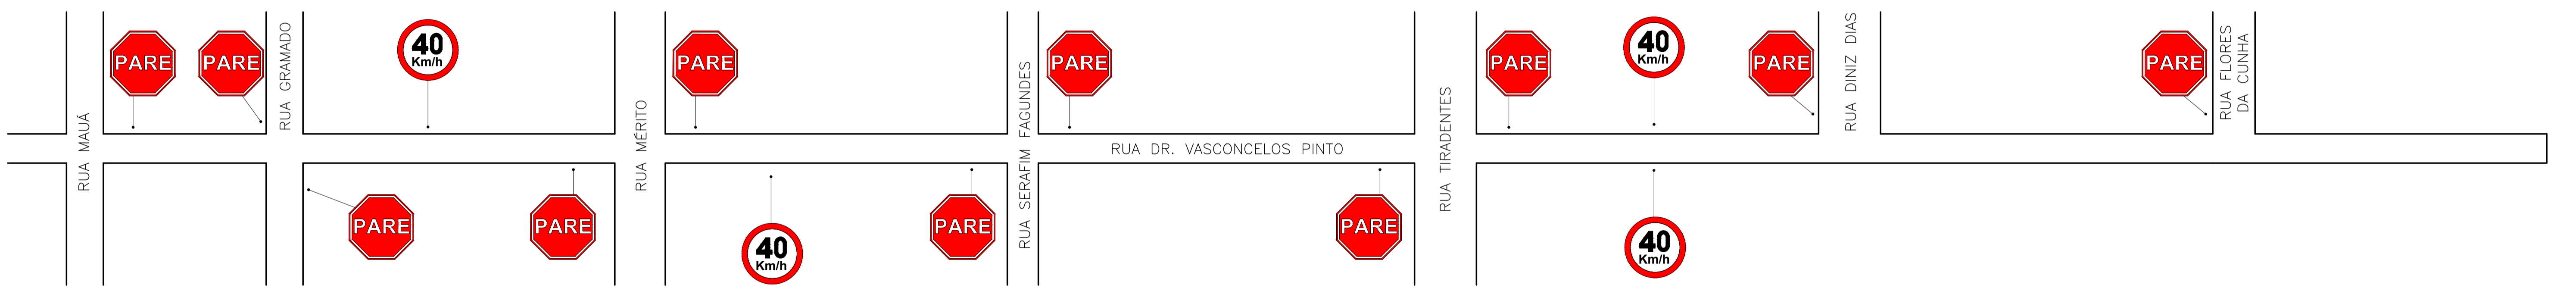 RUA MAUÁ
PARE
PARE
RUA GRAMADO
40
Km/h
RUA MÉRITO
PARE
RUA SERAFIM FAGUNDES
PARE
RUA DR. VASCONCELOS PINTO
RUA TIRADENTES
PARE
40
Km/h
PARE
RUA DINIZ DIAS
PARE
RUA FLORES
DA CUNHA
PARE
PARE
40
Km/h
PARE
PARE
40
Km/h